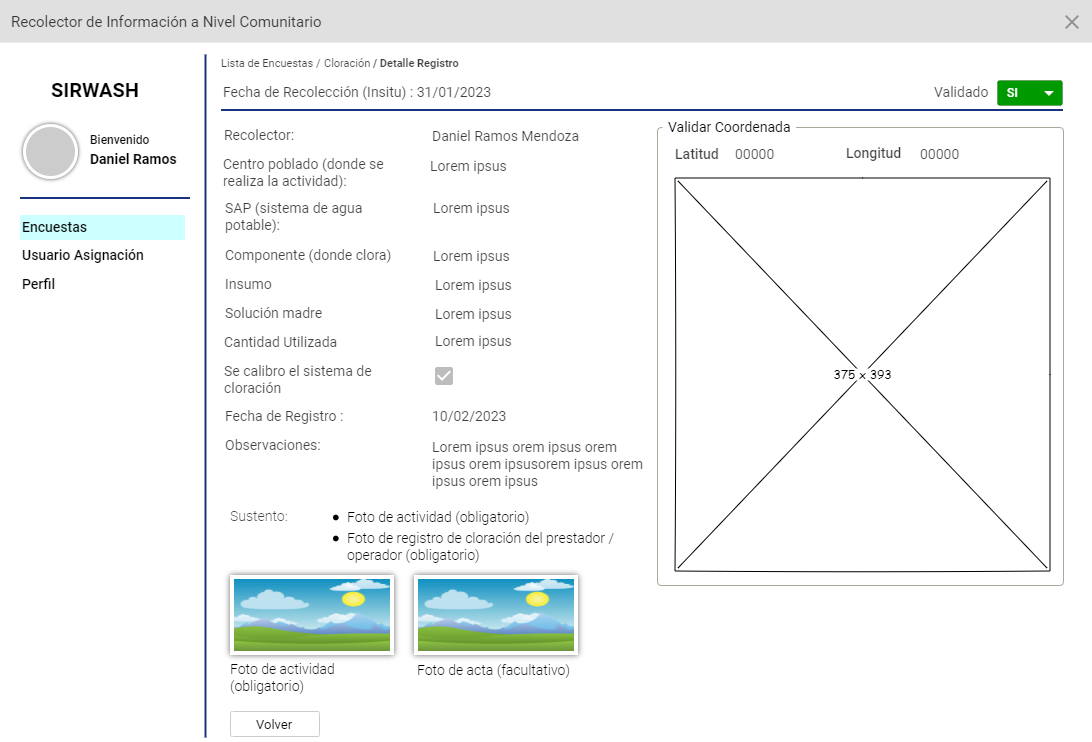 Recolector de Información a Nivel Comunitario
SIRWASH
Bienvenido
Daniel Ramos
Encuestas
Usuario Asignación
Perfil
Lista de Encuestas / Cloración / Detalle Registro
Fecha de Recolección (Insitu) : 31/01/2023
Validado SI
Recolector: Daniel Ramos Mendoza
Centro poblado (donde se
realiza la actividad): Lorem ipsus
SAP (sistema de agua
potable): Lorem ipsus
Componente (donde clora) Lorem ipsus
Insumo Lorem ipsus
Solución madre Lorem ipsus
Cantidad Utilizada Lorem ipsus
Se calibro el sistema de
cloración
Fecha de Registro : 10/02/2023
Observaciones: Lorem ipsus orem ipsus orem
ipsus orem ipsusorem ipsus orem
ipsus orem ipsus
Sustento:
• Foto de actividad (obligatorio)
• Foto de registro de cloración del prestador /
operador (obligatorio)
Foto de actividad
(obligatorio)
Foto de acta (facultativo)
Volver
Validar Coordenada
Latitud 00000 Longitud 00000
375 × 393